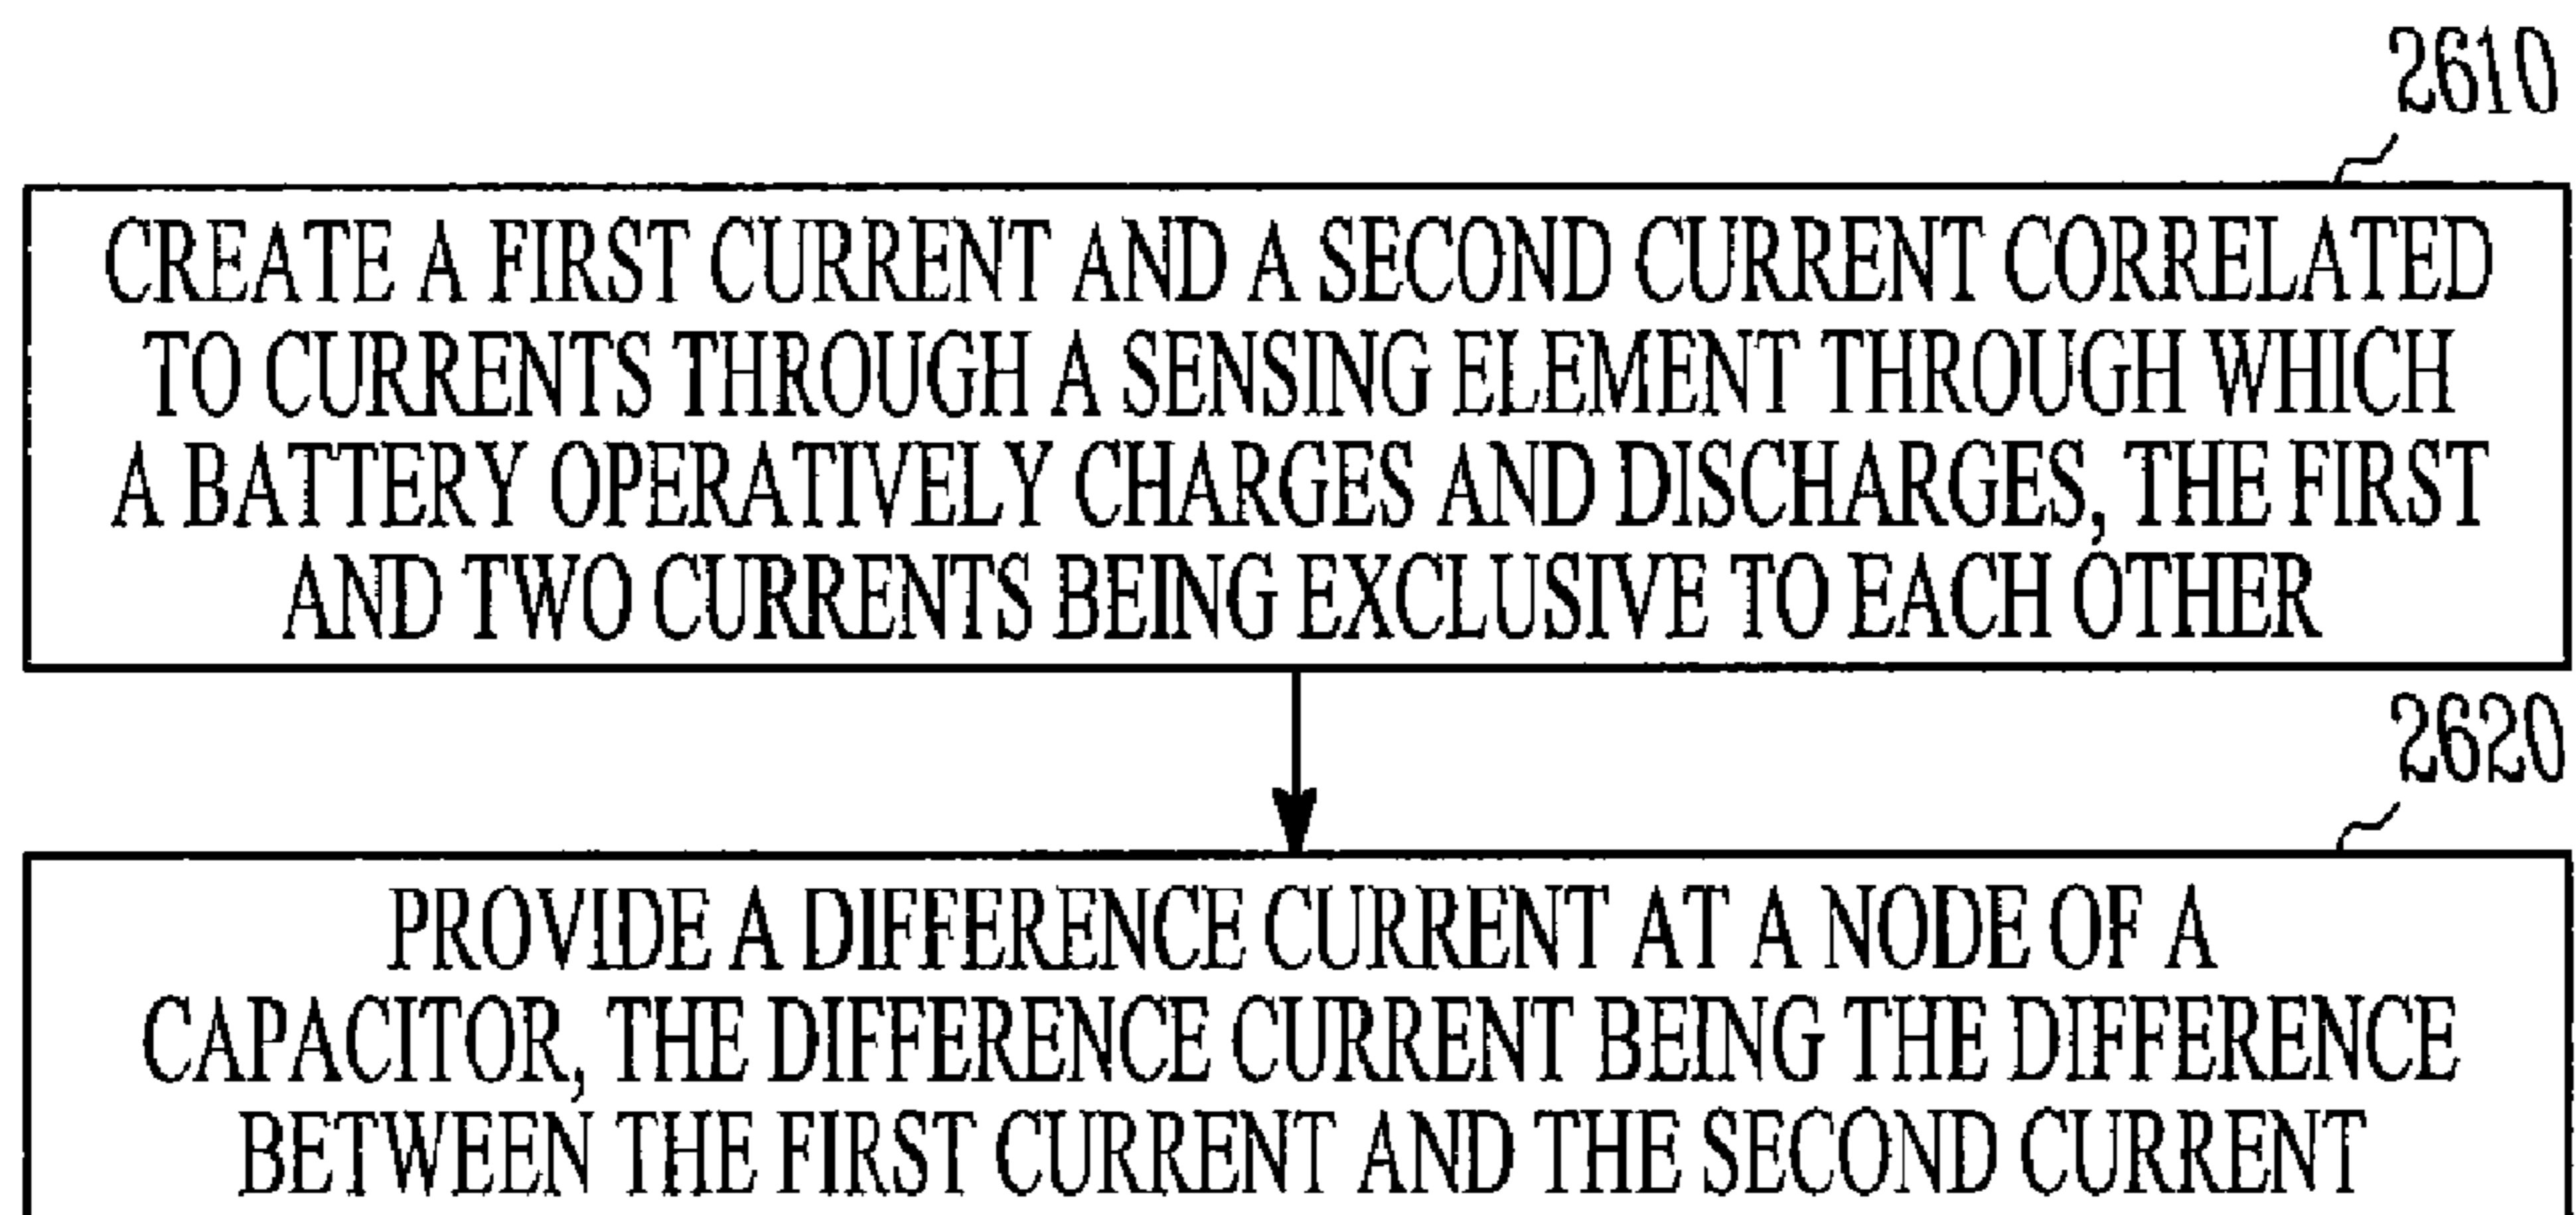 2610
CREATE A FIRST CURRENT AND A SECOND CURRENT CORRELATED
TO CURRENTS THROUGH A SENSING ELEMENT THROUGH WHICH
A BATTERY OPERATIVELY CHARGES AND DISCHARGES, THE FIRST
AND TWO CURRENTS BEING EXCLUSIVE TO EACH OTHER
2620
PROVIDE A DIFFERENCE CURRENT AT A NODE OF A
CAPACITOR, THE DIFFERENCE CURRENT BEING THE DIFFERENCE
BETWEEN THE FIRST CURRENT AND THE SECOND CURRENT